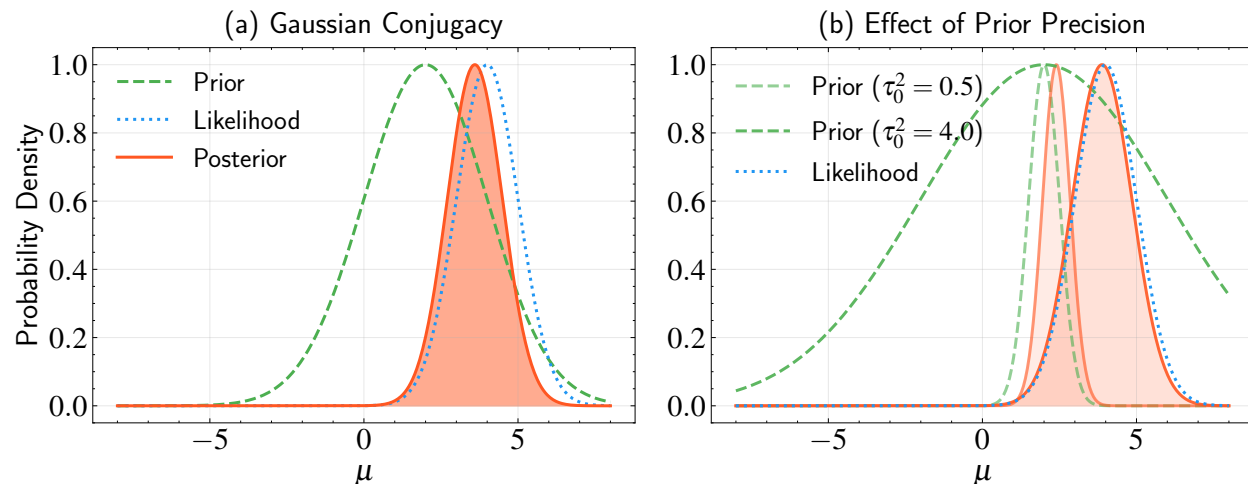 (a) Gaussian Conjugacy
Probability Density
1.0
0.8
0.6
0.4
0.2
0.0
Prior
Likelihood
Posterior
−5
0
5
μ
(b) Effect of Prior Precision
1.0
0.8
0.6
0.4
0.2
0.0
Prior (τ₀² = 0.5)
Prior (τ₀² = 4.0)
Likelihood
−5
0
5
μ